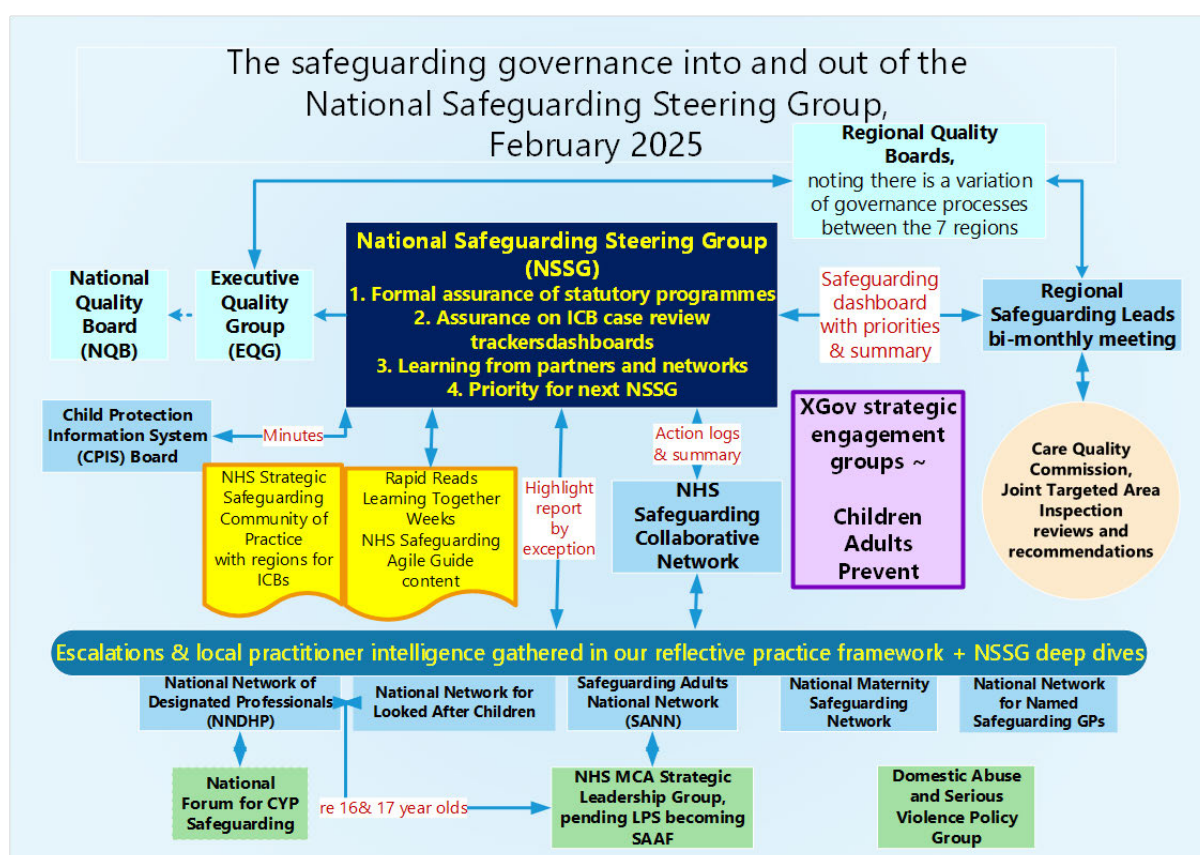 The safeguarding governance into and out of the
National Safeguarding Steering Group,
February 2025
Regional Quality
Boards,
noting there is a variation
of governance processes
between the 7 regions
National Safeguarding Steering Group
(NSSG)
1. Formal assurance of statutory programmes
2. Assurance on ICB case review
trackersdashboards
3. Learning from partners and networks
4. Priority for next NSSG
National
Quality
Board
(NQB)
Executive
Quality
Group
(EQG)
Safeguarding
dashboard
with priorities
& summary
Regional
Safeguarding Leads
bi-monthly meeting
Child Protection
Information System
(CPIS) Board
Minutes
NHS Strategic
Safeguarding
Community of
Practice
with regions for
ICBs
Rapid Reads
Learning Together
Weeks
NHS Safeguarding
Agile Guide
content
Highlight
report
by
exception
Action logs
& summary
NHS
Safeguarding
Collaborative
Network
XGov strategic
engagement
groups ~
Children
Adults
Prevent
Care Quality
Commission,
Joint Targeted Area
Inspection
reviews and
recommendations
Escalations & local practitioner intelligence gathered in our reflective practice framework + NSSG deep dives
National Network of
Designated Professionals
(NNDHP)
National Network for
Looked After Children
Safeguarding Adults
National Network
(SANN)
National Maternity
Safeguarding
Network
National Network
for Named
Safeguarding GPs
National
Forum for CYP
Safeguarding
re 16& 17 year olds
NHS MCA Strategic
Leadership Group,
pending LPS becoming
SAAF
Domestic Abuse
and Serious
Violence Policy
Group